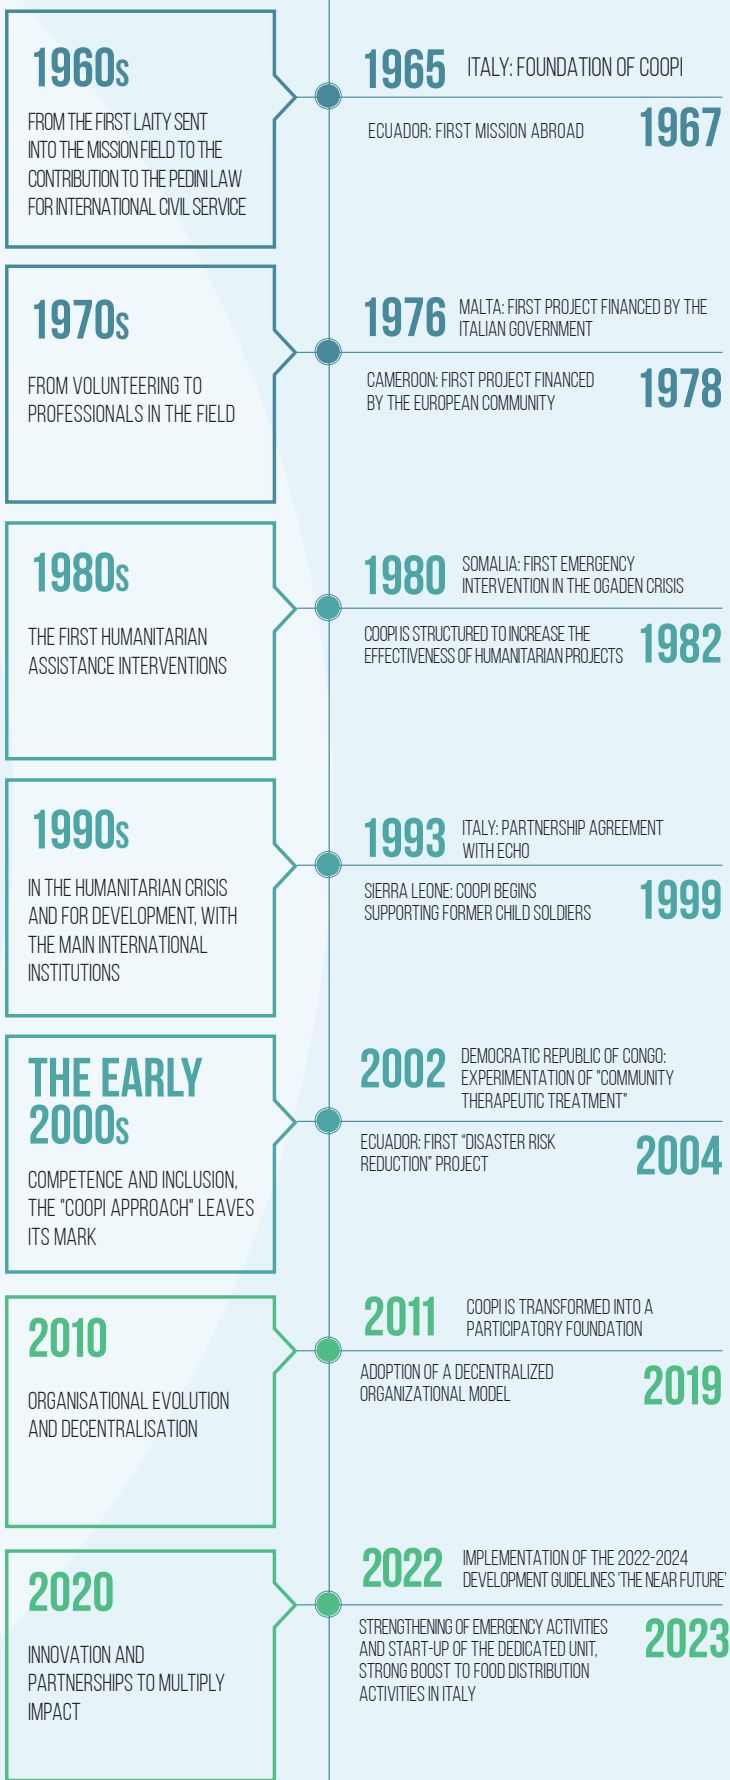 1960s
FROM THE FIRST LAITY SENT
INTO THE MISSION FIELD TO THE
CONTRIBUTION TO THE PEDINI LAW
FOR INTERNATIONAL CIVIL SERVICE
1965
ITALY: FOUNDATION OF COOPI
ECUADOR: FIRST MISSION ABROAD
1967
1970s
FROM VOLUNTEERING TO
PROFESSIONALS IN THE FIELD
1976
MALTA: FIRST PROJECT FINANCED BY THE
ITALIAN GOVERNMENT
CAMEROON: FIRST PROJECT FINANCED
BY THE EUROPEAN COMMUNITY
1978
1980s
THE FIRST HUMANITARIAN
ASSISTANCE INTERVENTIONS
1980
SOMALIA: FIRST EMERGENCY
INTERVENTION IN THE OGADEN CRISIS
COOPI IS STRUCTURED TO INCREASE THE
EFFECTIVENESS OF HUMANITARIAN PROJECTS
1982
1990s
IN THE HUMANITARIAN CRISIS
AND FOR DEVELOPMENT, WITH
THE MAIN INTERNATIONAL
INSTITUTIONS
1993
ITALY: PARTNERSHIP AGREEMENT
WITH ECHO
SIERRA LEONE: COOPI BEGINS
SUPPORTING FORMER CHILD SOLDIERS
1999
THE EARLY
2000s
COMPETENCE AND INCLUSION,
THE "COOPI APPROACH" LEAVES
ITS MARK
2002
DEMOCRATIC REPUBLIC OF CONGO:
EXPERIMENTATION OF "COMMUNITY
THERAPEUTIC TREATMENT"
ECUADOR: FIRST “DISASTER RISK
REDUCTION” PROJECT
2004
2010
ORGANISATIONAL EVOLUTION
AND DECENTRALISATION
2011
COOPI IS TRANSFORMED INTO A
PARTICIPATORY FOUNDATION
ADOPTION OF A DECENTRALIZED
ORGANIZATIONAL MODEL
2019
2020
INNOVATION AND
PARTNERSHIPS TO MULTIPLY
IMPACT
2022
IMPLEMENTATION OF THE 2022-2024
DEVELOPMENT GUIDELINES 'THE NEAR FUTURE'
STRENGTHENING OF EMERGENCY ACTIVITIES
AND START-UP OF THE DEDICATED UNIT,
STRONG BOOST TO FOOD DISTRIBUTION
ACTIVITIES IN ITALY
2023